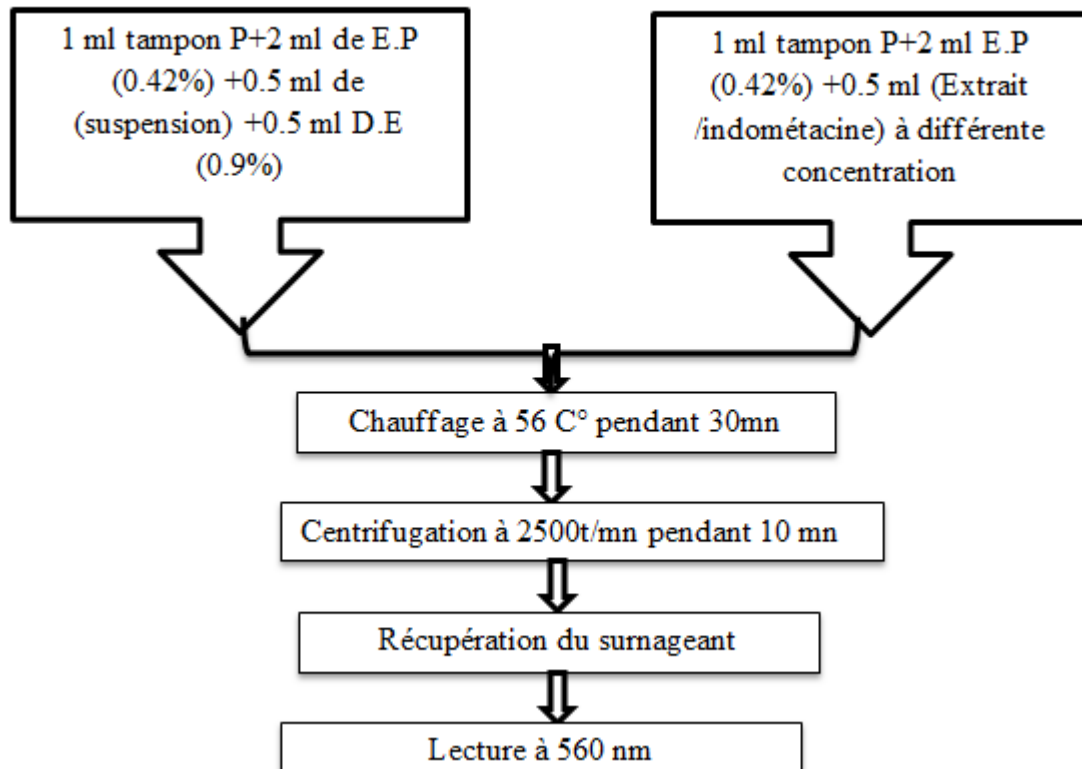 1 ml tampon P+2 ml de E.P
(0.42%) +0.5 ml de
(suspension) +0.5 ml D.E
(0.9%)
1 ml tampon P+2 ml E.P
(0.42%) +0.5 ml (Extrait
/indométacine) à différente
concentration
Chauffage à 56 C° pendant 30mn
Centrifugation à 2500t/mn pendant 10 mn
Récupération du surnageant
Lecture à 560 nm